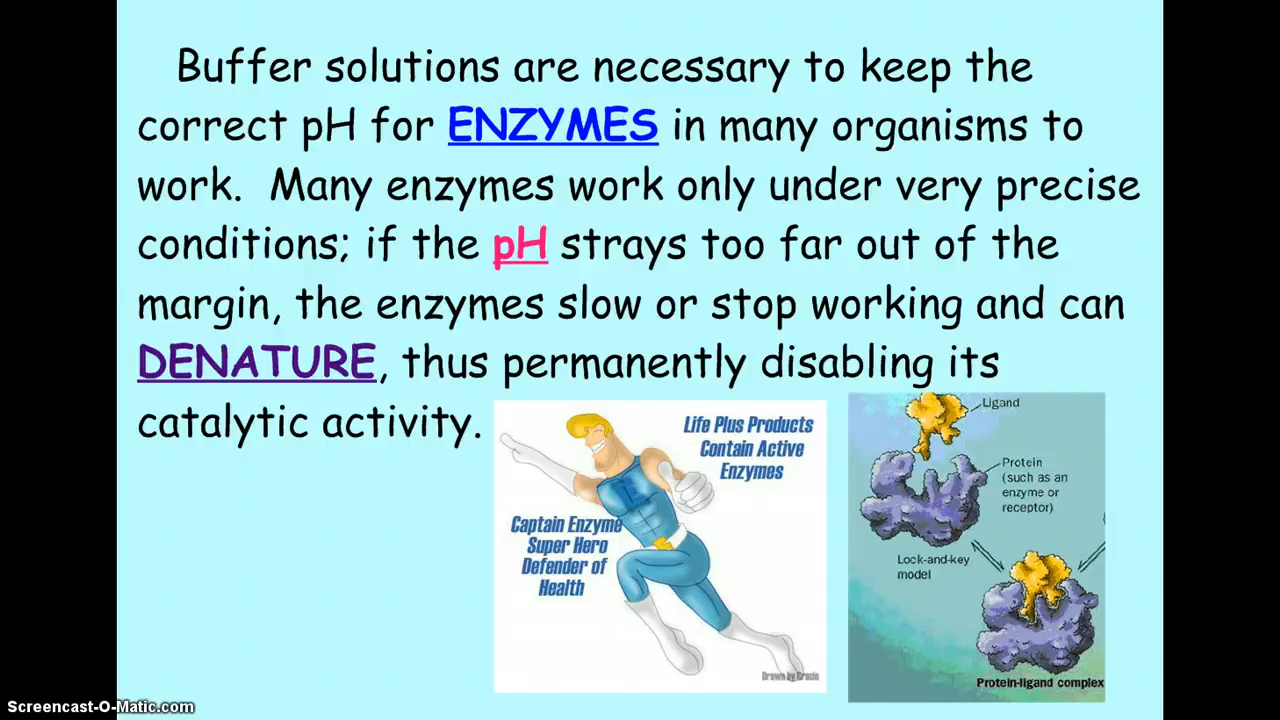 Buffer solutions are necessary to keep the
correct pH for ENZYMES in many organisms to
work. Many enzymes work only under very precise
conditions; if the pH strays too far out of the
margin, the enzymes slow or stop working and can
DENATURE, thus permanently disabling its
catalytic activity.
Life Plus Products
Contain Active
Enzymes
Captain Enzyme
Super Hero
Defender of
Health
Drawn by Gracie
Ligand
Protein
(such as an
enzyme or
receptor)
Lock-and-key
model
Protein-ligand complex
Screencast-O-Matic.com